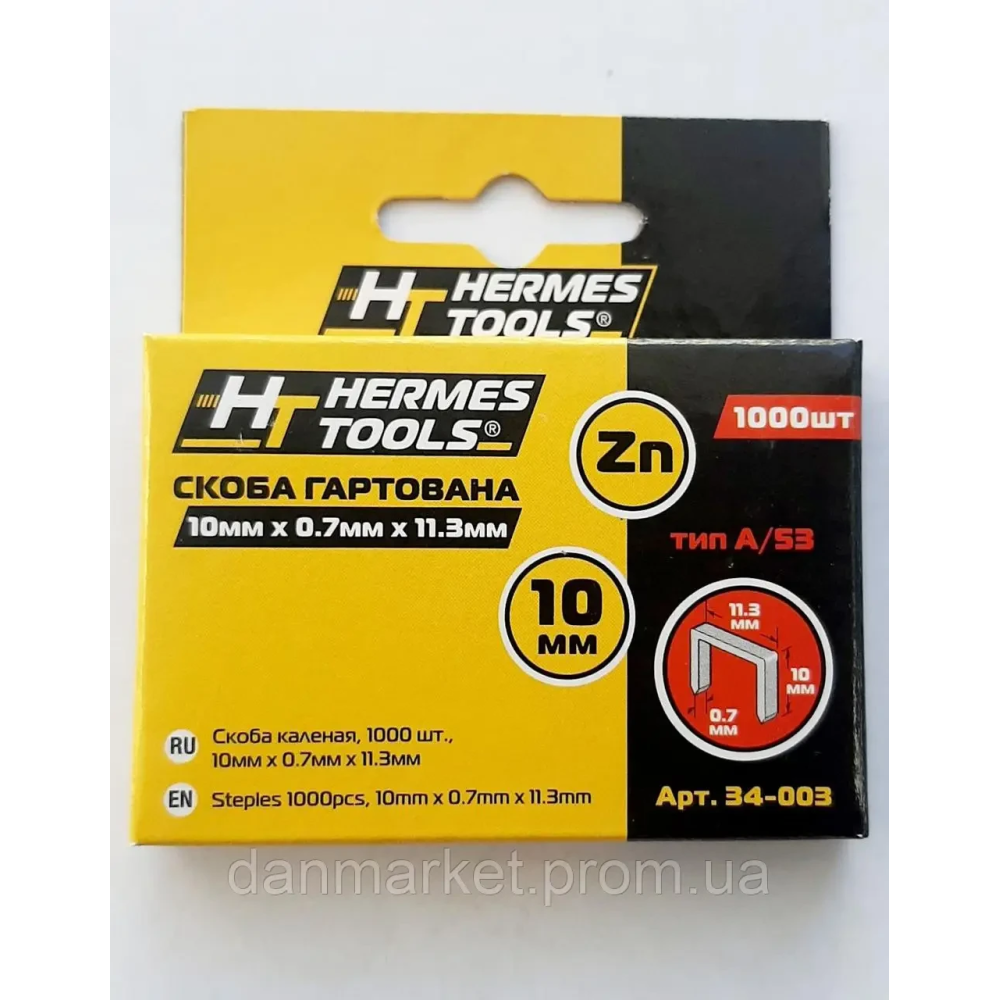 HT HERMES
TOOLS®
HT HERMES
TOOLS®
СКОБА ГАРТОВАНА
10мм x 0.7мм x 11.3мм
Zn
1000шт
тип A/53
10
мм
11.3
мм
10
мм
0.7
мм
RU Скоба каленая, 1000 шт.,
10мм x 0.7мм x 11.3мм
EN Steples 1000pcs, 10mm x 0.7mm x 11.3mm
Арт. 34-003
danmarket.prom.ua